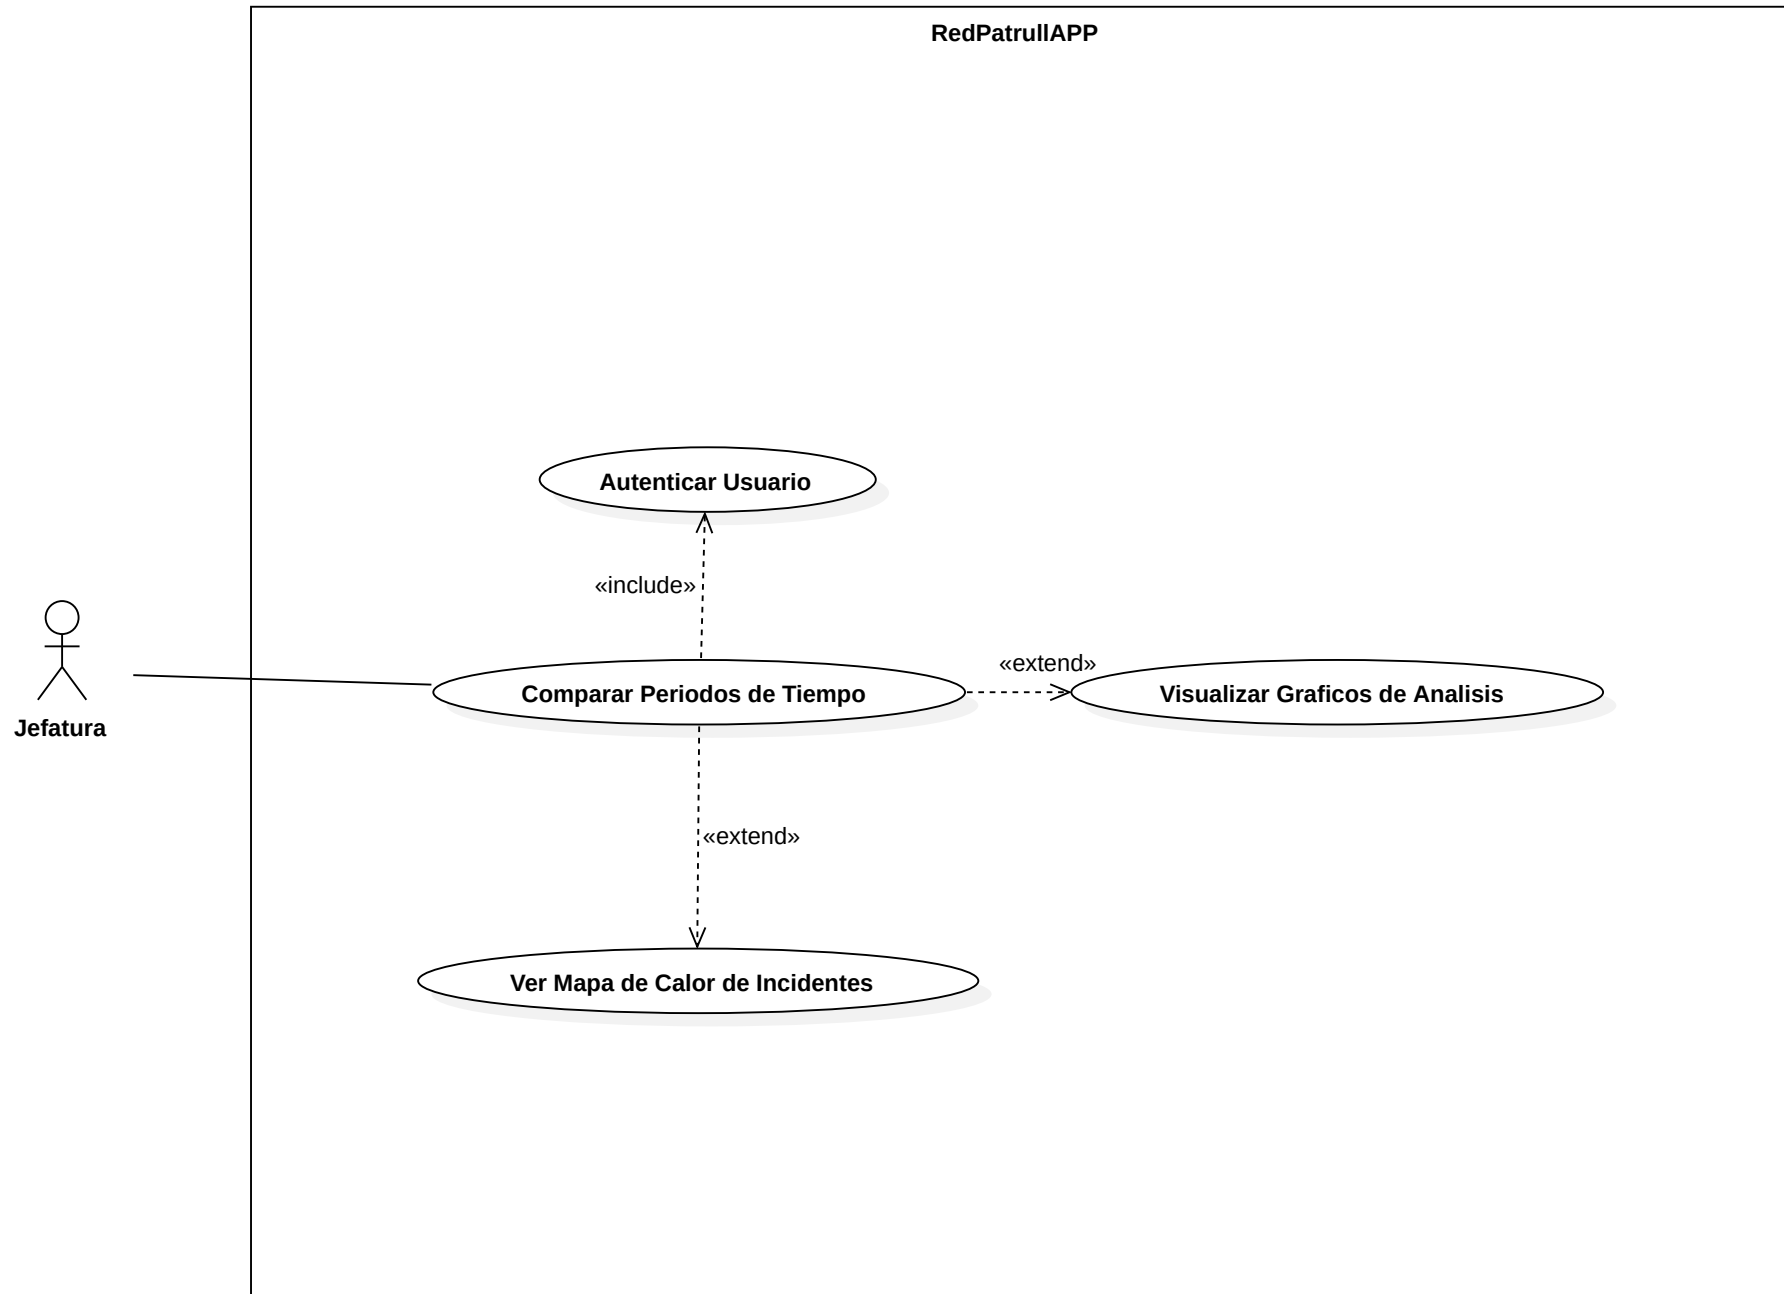 RedPatrullAPP
Autenticar Usuario
«include»
Jefatura
Comparar Periodos de Tiempo
«extend»
Visualizar Graficos de Analisis
«extend»
Ver Mapa de Calor de Incidentes